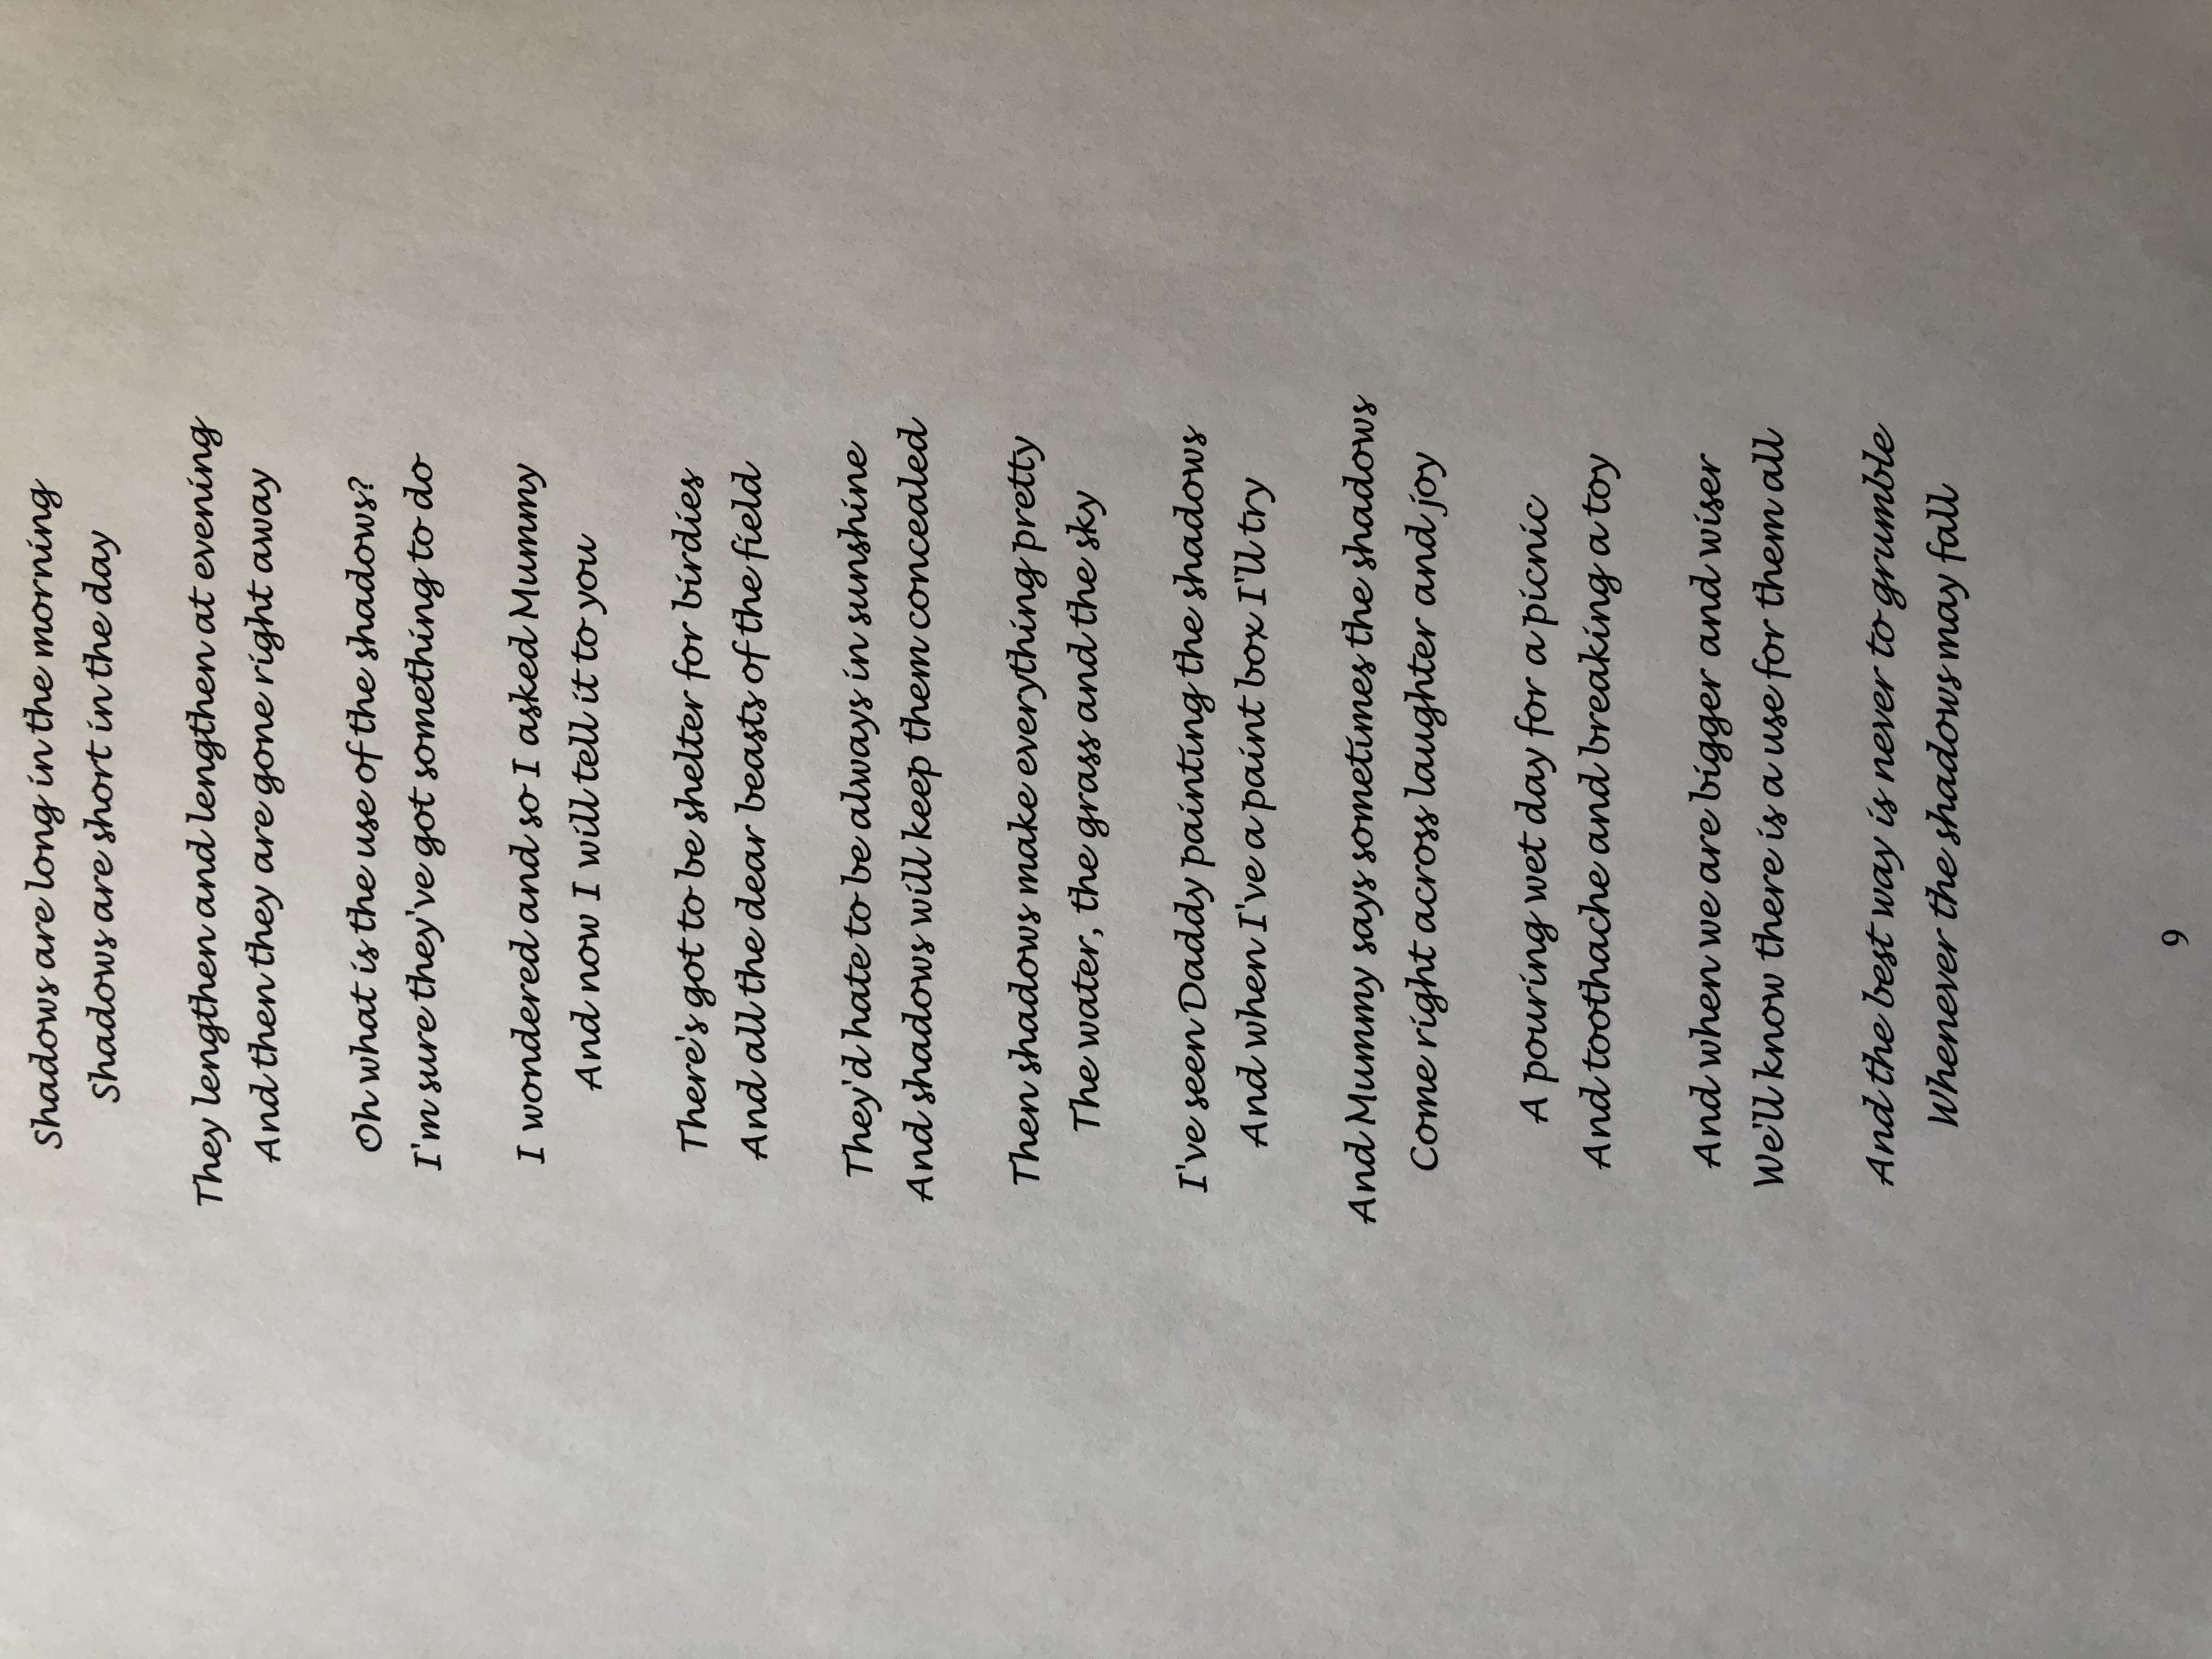 Shadows are long in the morning
Shadows are short in the day
They lengthen and lengthen at evening
And then they are gone right away
Oh what is the use of the shadows?
I'm sure they've got something to do
I wondered and so I asked Mummy
And now I will tell it to you
There's got to be shelter for birdies
And all the dear beasts of the field
They'd hate to be always in sunshine
And shadows will keep them concealed
Then shadows make everything pretty
The water, the grass and the sky
I've seen Daddy painting the shadows
And when I've a paint box I'll try
And Mummy says sometimes the shadows
Come right across laughter and joy
A pouring wet day for a picnic
And toothache and breaking a toy
And when we are bigger and wiser
We'll know there is a use for them all
And the best way is never to grumble
Whenever the shadows may fall
9